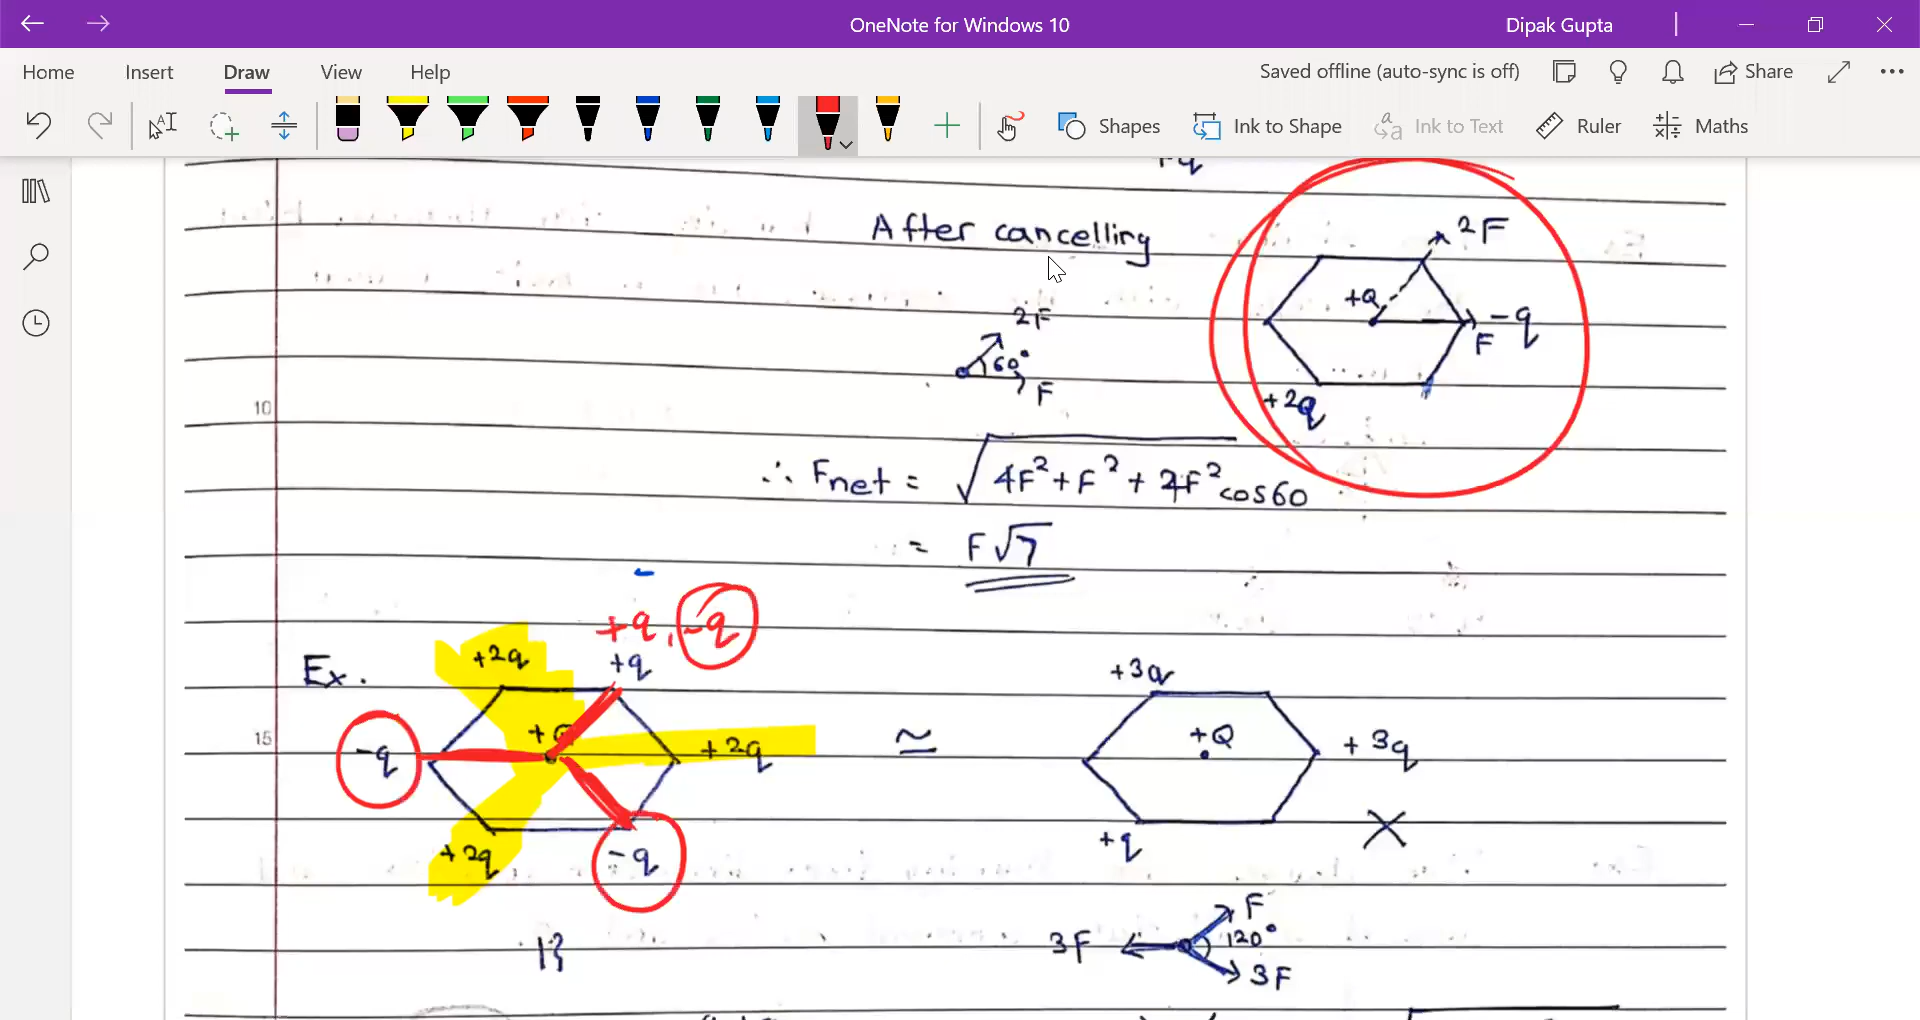 OneNote for Windows 10
Dipak Gupta
Home Insert Draw View Help
Saved offline (auto-sync is off)
Share
Shapes
Ink to Shape
Ink to Text
Ruler
Maths
+q
After cancelling
2F
+Q
-q
F
+2q
2F
60°
F
10
∴ Fnet = √4F²+F²+2F²cos60
= F√7
+q, -q
Ex.
+2q
+q
+3q
15
-q
+Q
+2q
≃
+Q
+3q
+2q
-q
+q
F
3F
120°
3F